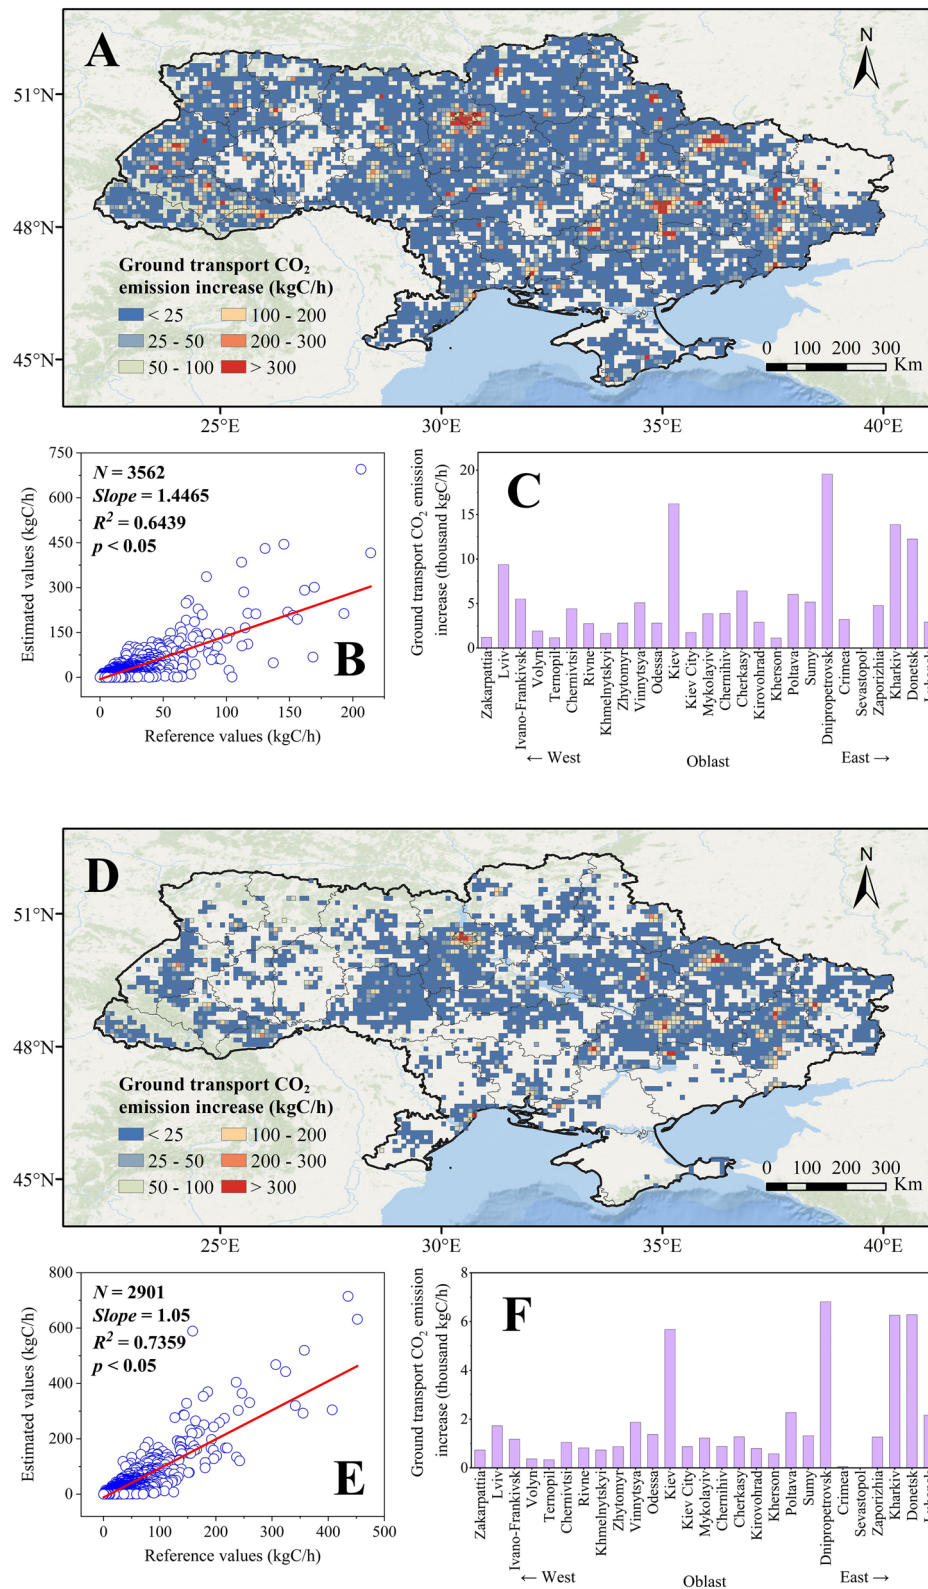 A
N
51°N
48°N
45°N
Ground transport CO₂
emission increase (kgC/h)
< 25
100 - 200
25 - 50
200 - 300
50 - 100
> 300
0 100 200 300
Km
25°E
30°E
35°E
40°E
750
600
450
300
150
0
Estimated values (kgC/h)
N = 3562
Slope = 1.4465
R² = 0.6439
p < 0.05
B
0 50 100 150 200
Reference values (kgC/h)
Ground transport CO₂ emission
increase (thousand kgC/h)
20
15
10
5
0
C
Zakarpattia
Lviv
Ivano-Frankivsk
Volyn
Ternopil
Chernivtsi
Rivne
Khmelnytskyi
Zhytomyr
Vinnytsya
Odessa
Kiev
Kiev City
Mykolayiv
Chernihiv
Cherkasy
Kirovohrad
Kherson
Poltava
Sumy
Dnipropetrovsk
Crimea
Sevastopol
Zaporizhia
Kharkiv
Donetsk
← West
Oblast
East →
D
N
51°N
48°N
45°N
Ground transport CO₂
emission increase (kgC/h)
< 25
100 - 200
25 - 50
200 - 300
50 - 100
> 300
0 100 200 300
Km
25°E
30°E
35°E
40°E
800
600
400
200
0
Estimated values (kgC/h)
N = 2901
Slope = 1.05
R² = 0.7359
p < 0.05
E
0 100 200 300 400 500
Reference values (kgC/h)
Ground transport CO₂ emission
increase (thousand kgC/h)
8
6
4
2
0
F
Zakarpattia
Lviv
Ivano-Frankivsk
Volyn
Ternopil
Chernivtsi
Rivne
Khmelnytskyi
Zhytomyr
Vinnytsya
Odessa
Kiev
Kiev City
Mykolayiv
Chernihiv
Cherkasy
Kirovohrad
Kherson
Poltava
Sumy
Dnipropetrovsk
Crimea
Sevastopol
Zaporizhia
Kharkiv
Donetsk
← West
Oblast
East →